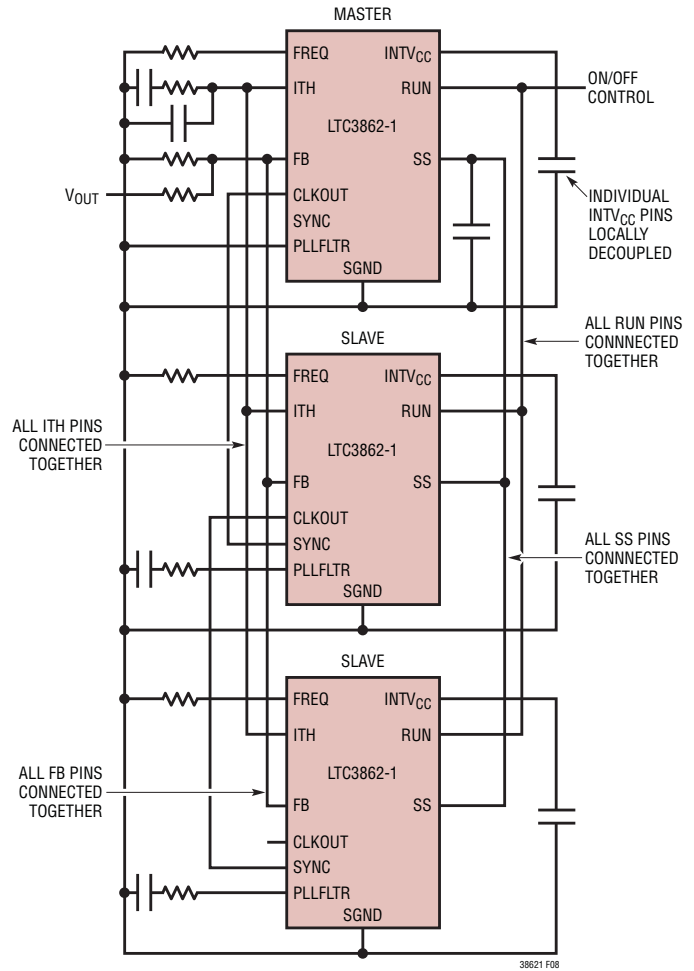 MASTER
FREQ
INTVCC
ITH
RUN
ON/OFF
CONTROL
LTC3862-1
FB
SS
VOUT
CLKOUT
SYNC
PLLFLTR
SGND
INDIVIDUAL
INTVCC PINS
LOCALLY
DECOUPLED
ALL RUN PINS
CONNNECTED
TOGETHER
SLAVE
FREQ
INTVCC
ITH
RUN
ALL ITH PINS
CONNECTED
TOGETHER
LTC3862-1
FB
SS
CLKOUT
SYNC
PLLFLTR
SGND
ALL SS PINS
CONNNECTED
TOGETHER
SLAVE
FREQ
INTVCC
ITH
RUN
LTC3862-1
ALL FB PINS
CONNECTED
TOGETHER
FB
SS
CLKOUT
SYNC
PLLFLTR
SGND
38621 F08